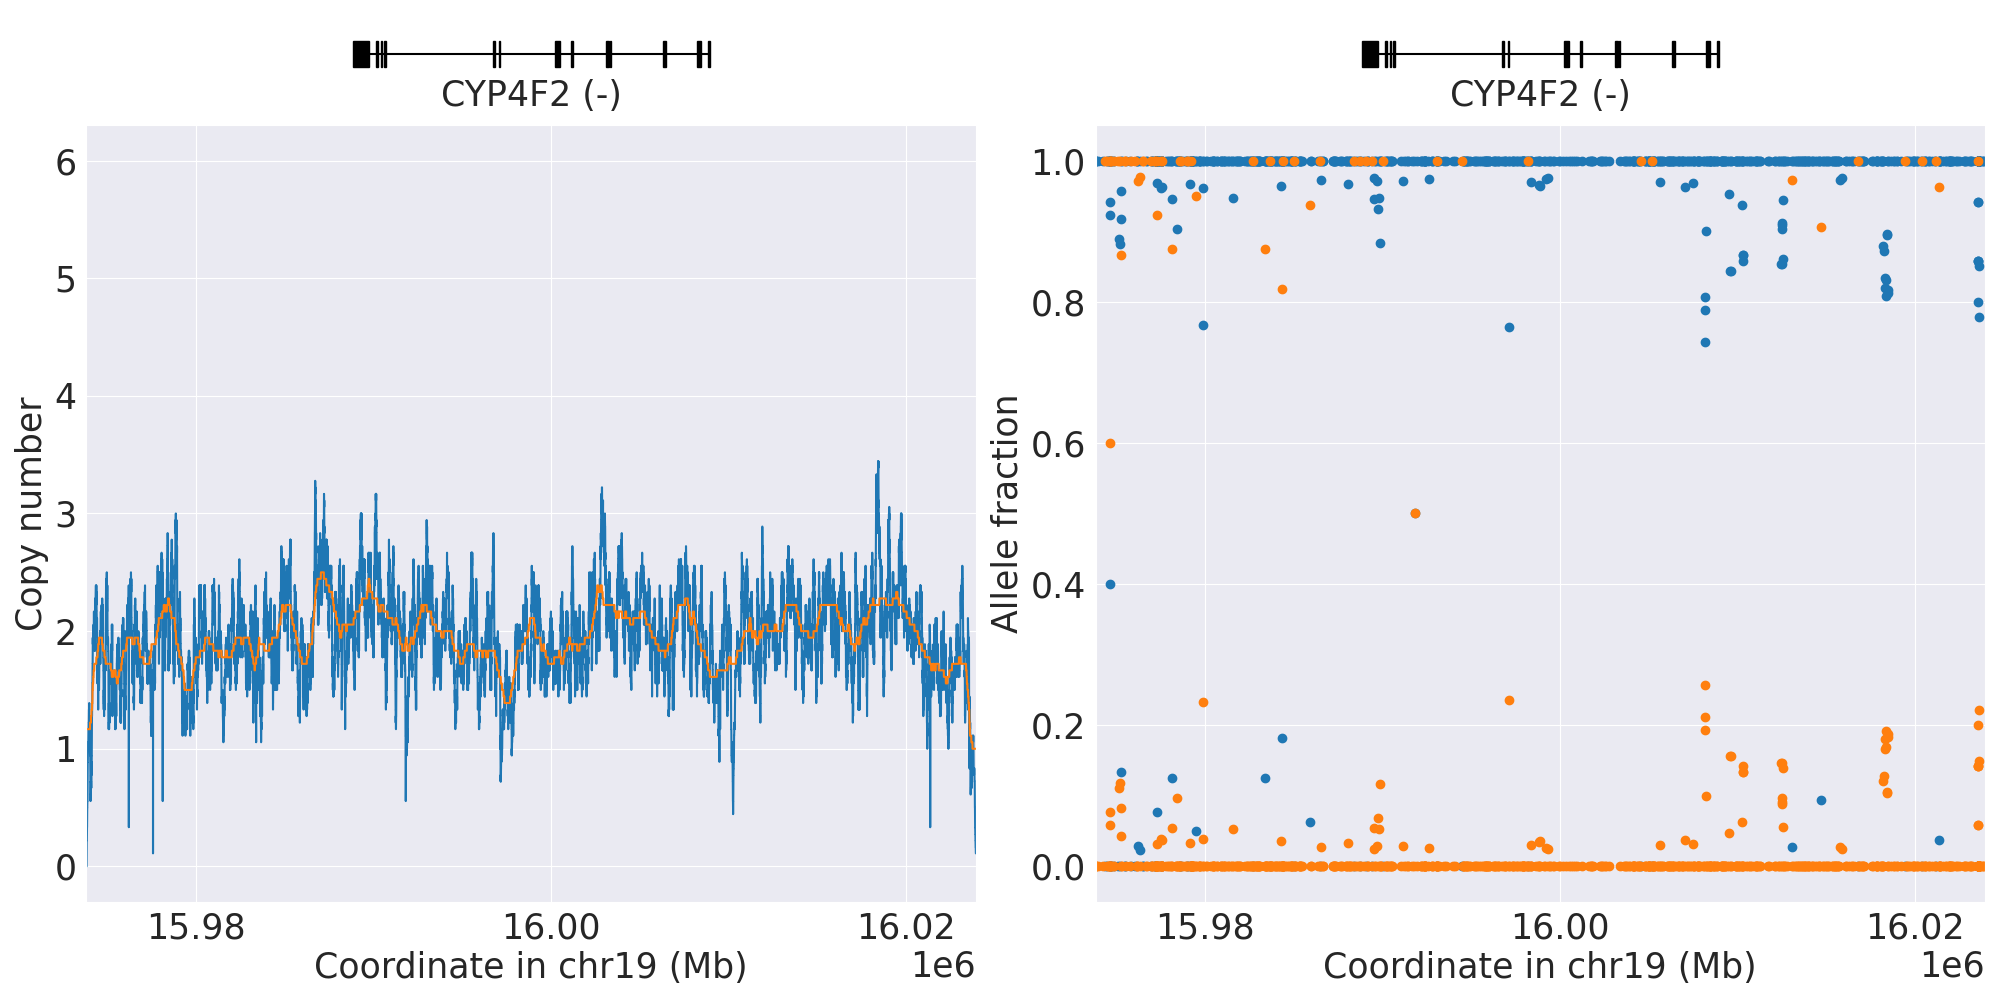 CYP4F2 (-)
6
5
4
3
2
1
0
Copy number
15.98
16.00
16.02
Coordinate in chr19 (Mb)
1e6
CYP4F2 (-)
1.0
0.8
0.6
0.4
0.2
0.0
Allele fraction
15.98
16.00
16.02
Coordinate in chr19 (Mb)
1e6